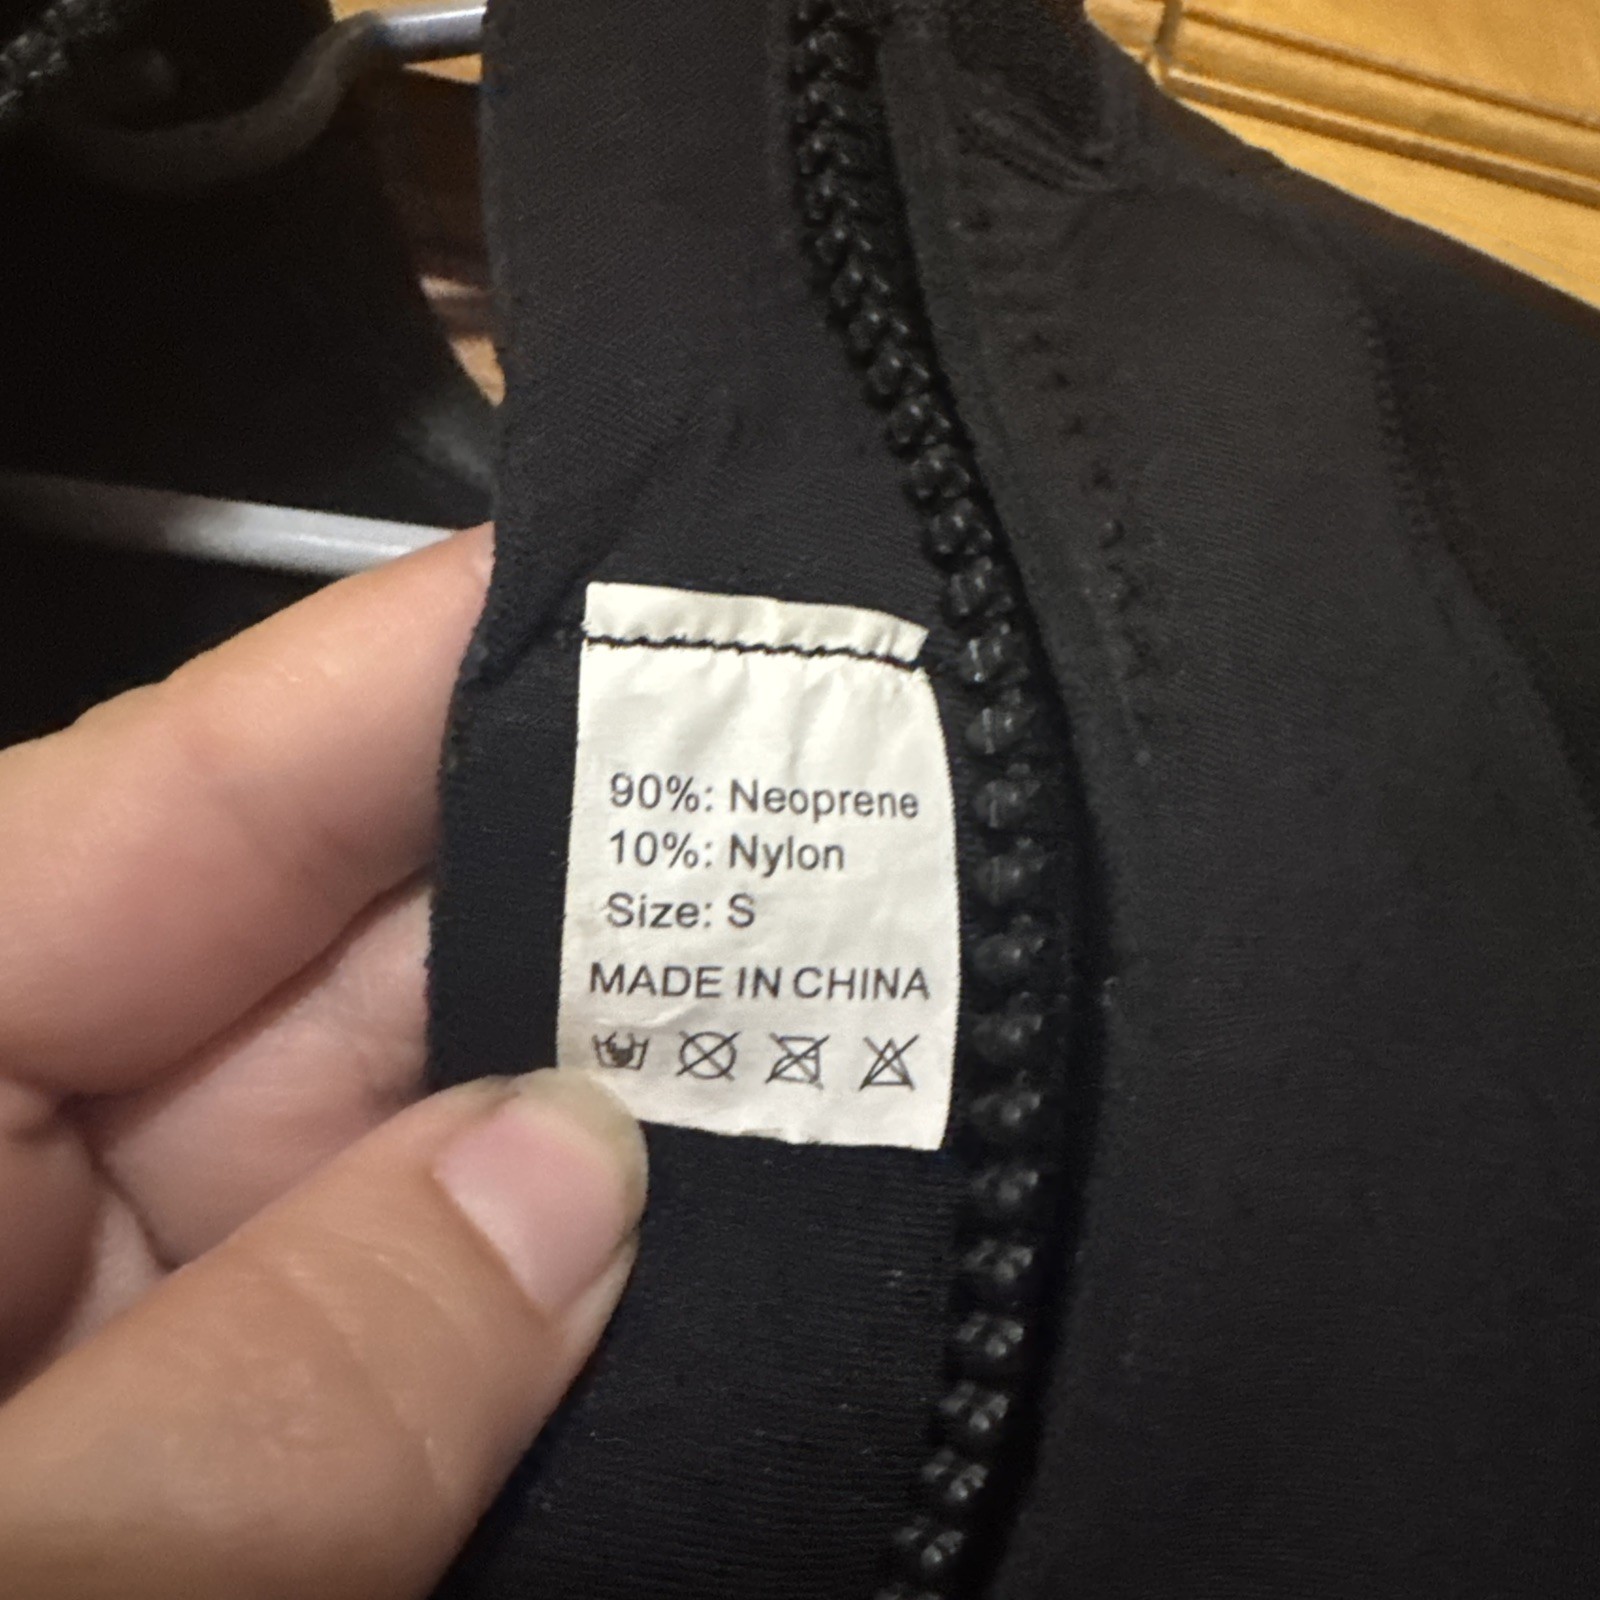 90%: Neoprene
10%: Nylon
Size: S
MADE IN CHINA